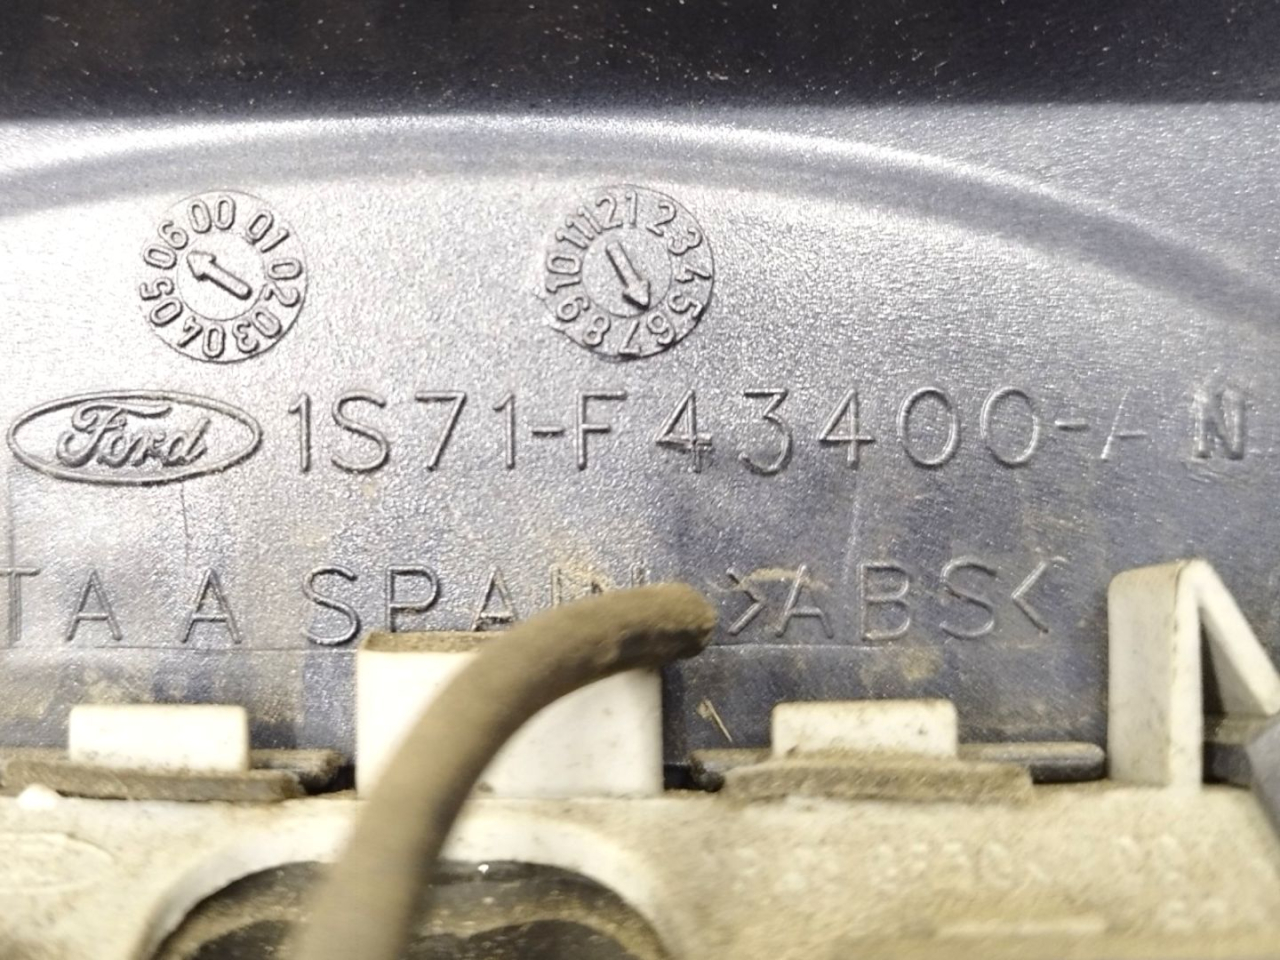 00 01 02 03 04 05 06
1 2 3 4 5 6 7 8 9 10 11 12
Ford 1S71-F43400-A N
TA A SPAIN >ABS<